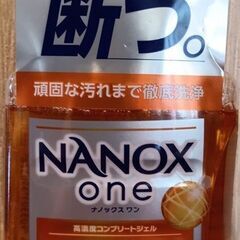 断つ。
頑固な汚れまで徹底洗浄
NANOX
one
ナノックス ワン
高濃度コンプリートジェル